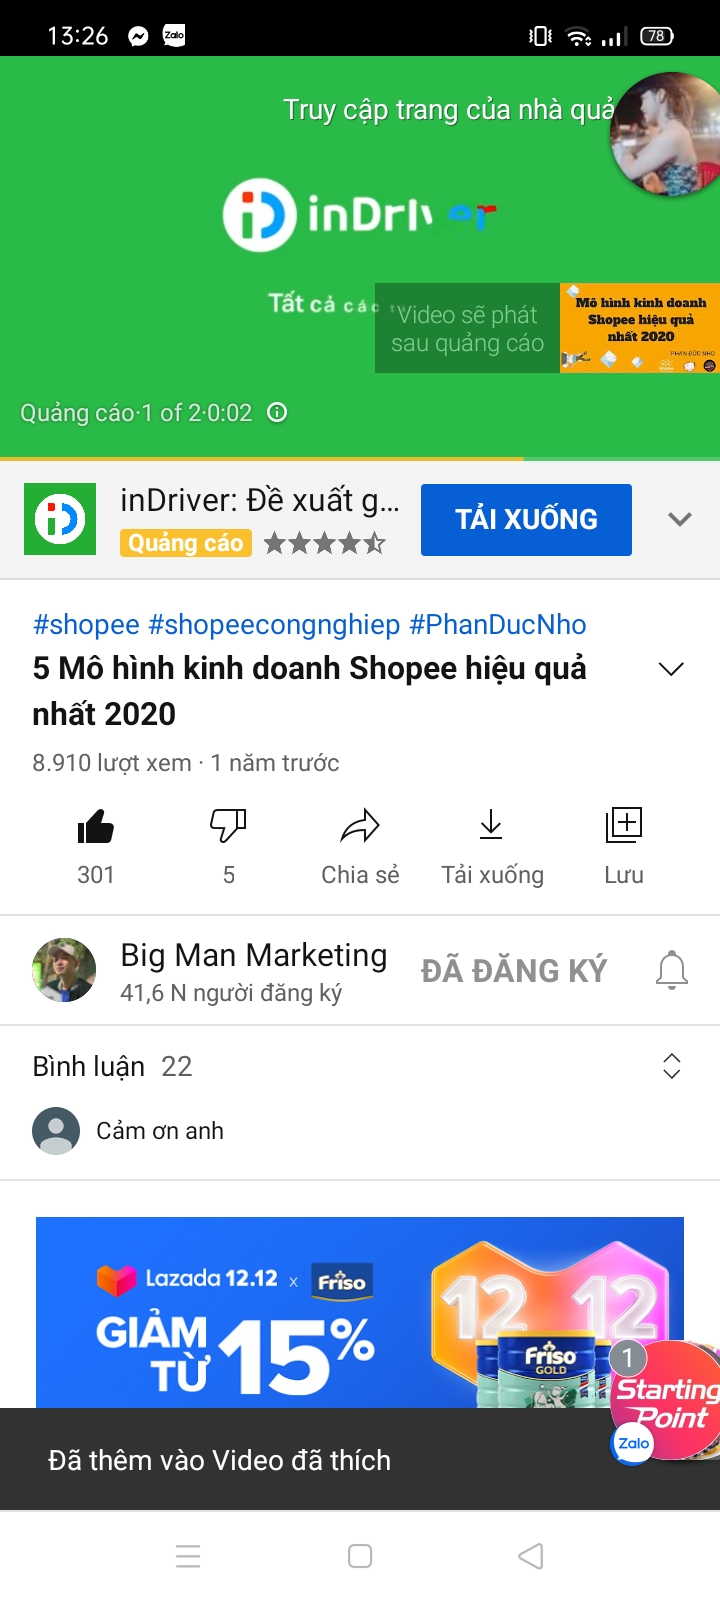 13:26
Zalo
78
Truy cập trang của nhà quả
inDri er
Tất cả các
Video sẽ phát
sau quảng cáo
Mô hình kinh doanh
Shopee hiệu quả
nhất 2020
PHAN ĐỨC NHO
Quảng cáo·1 of 2·0:02
inDriver: Đề xuất g...
Quảng cáo
TẢI XUỐNG
#shopee #shopeecongnghiep #PhanDucNho
5 Mô hình kinh doanh Shopee hiệu quả
nhất 2020
8.910 lượt xem · 1 năm trước
301
5
Chia sẻ
Tải xuống
Lưu
Big Man Marketing
41,6 N người đăng ký
ĐÃ ĐĂNG KÝ
Bình luận 22
Cảm ơn anh
Lazada 12.12 x Friso
GIẢM
TỪ 15%
12 12
Friso
GOLD
1
Starting
Point
Zalo
Đã thêm vào Video đã thích